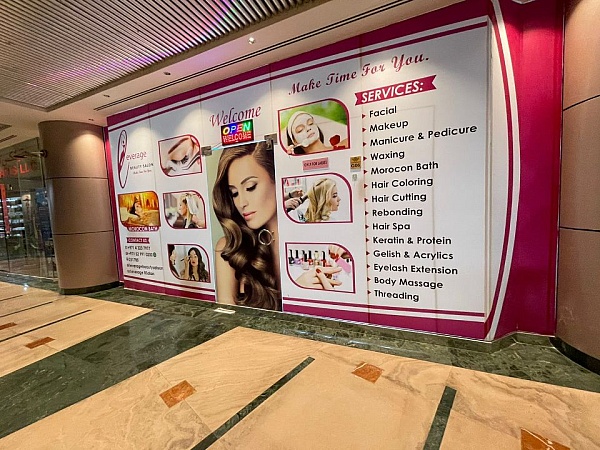 Make Time For You.
Welcome
OPEN
WELCOME
everage
BEAUTY SALON
MOROCON BATH
CONTACT US
SERVICES:
Facial
Makeup
Manicure & Pedicure
Waxing
Morocon Bath
Hair Coloring
Hair Cutting
Rebonding
Hair Spa
Keratin & Protein
Gelish & Acrylics
Eyelash Extension
Body Massage
Threading